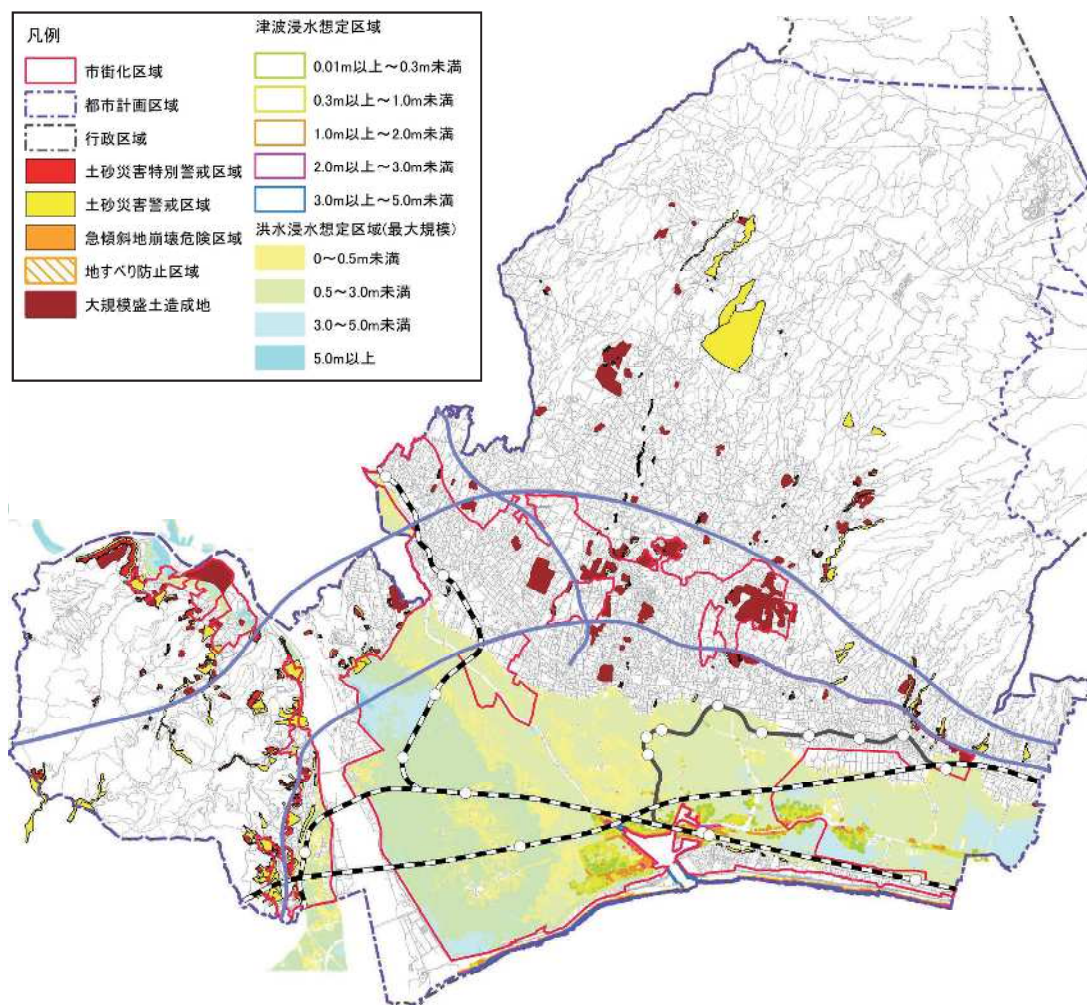 凡例
市街化区域
都市計画区域
行政区域
土砂災害特別警戒区域
土砂災害警戒区域
急傾斜地崩壊危険区域
地すべり防止区域
大規模盛土造成地
津波浸水想定区域
0.01m以上～0.3m未満
0.3m以上～1.0m未満
1.0m以上～2.0m未満
2.0m以上～3.0m未満
3.0m以上～5.0m未満
洪水浸水想定区域(最大規模)
0～0.5m未満
0.5～3.0m未満
3.0～5.0m未満
5.0m以上